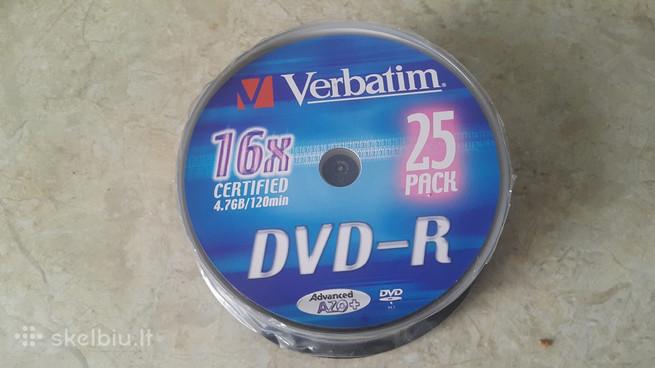 Verbatim
16x
CERTIFIED
4.7GB/120min
25
PACK
DVD-R
Advanced
AZO+
DVD
skelbiu.lt